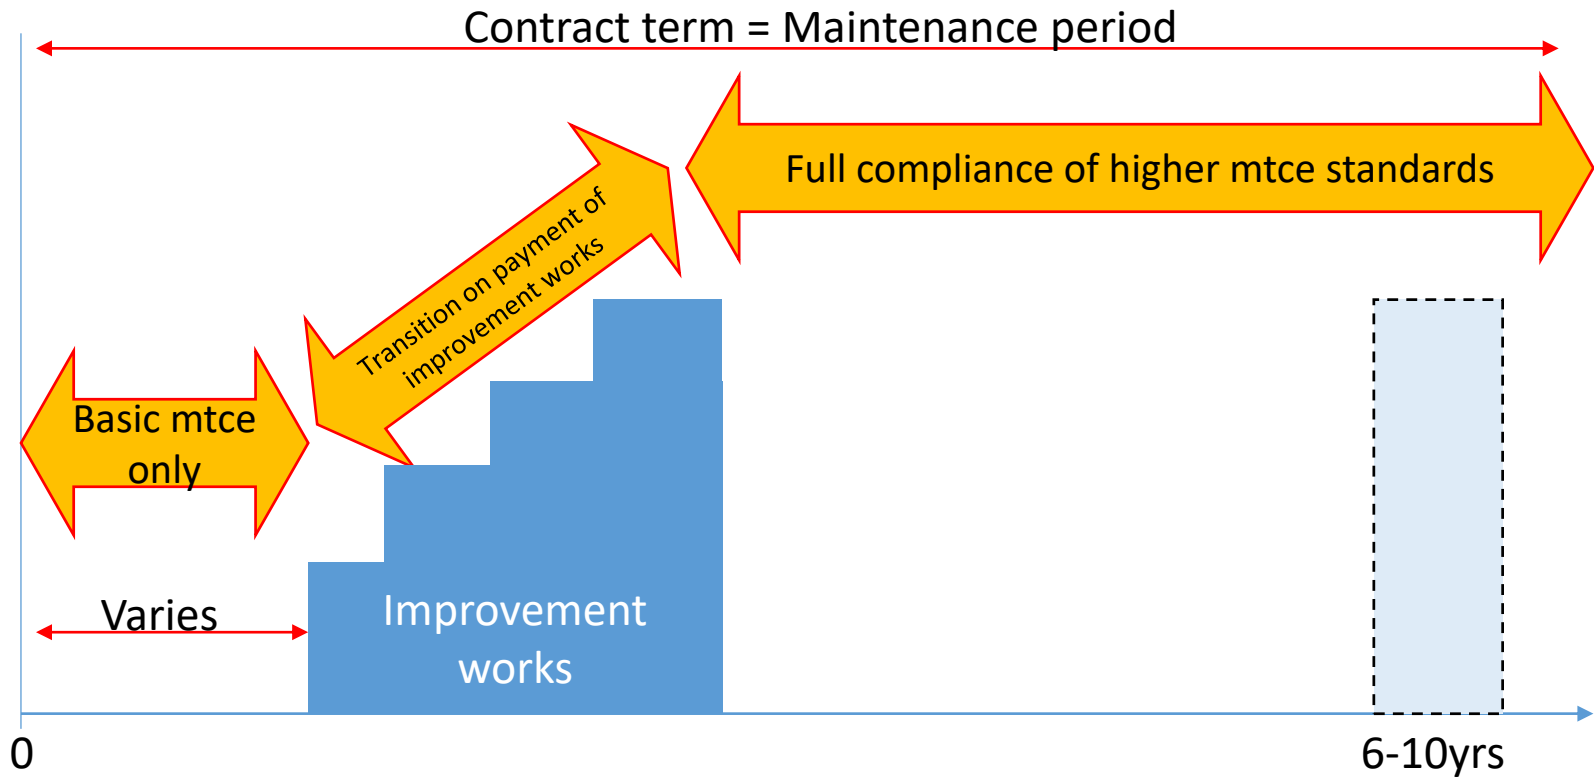 Contract term = Maintenance period
Full compliance of higher mtce standards
Transition on payment of
improvement works
Basic mtce
only
Varies
Improvement
works
0
6-10yrs